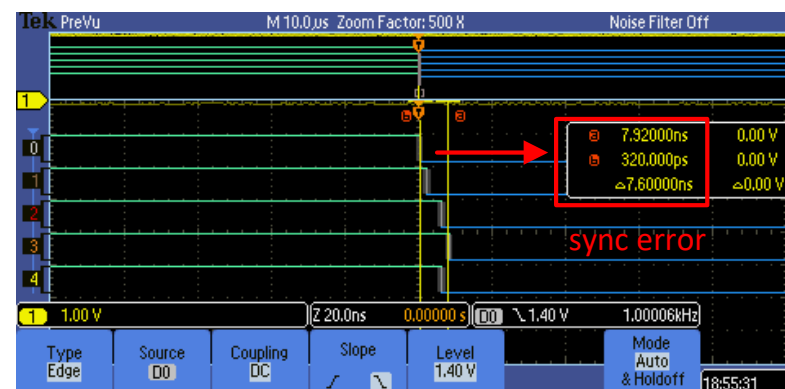 Tek PreVu M 10.0µs Zoom Factor: 500 X Noise Filter Off
1
T
b T a
a 7.92000ns 0.00 V
0
b 320.000ps 0.00 V
△7.60000ns △0.00 V
1
2
sync error
3
4
1 1.00 V Z 20.0ns 0.00000 s D0 1.40 V 1.00006kHz
Type Source Coupling Slope Level Mode
Edge D0 DC 1.40 V Auto
& Holdoff 18:55:31